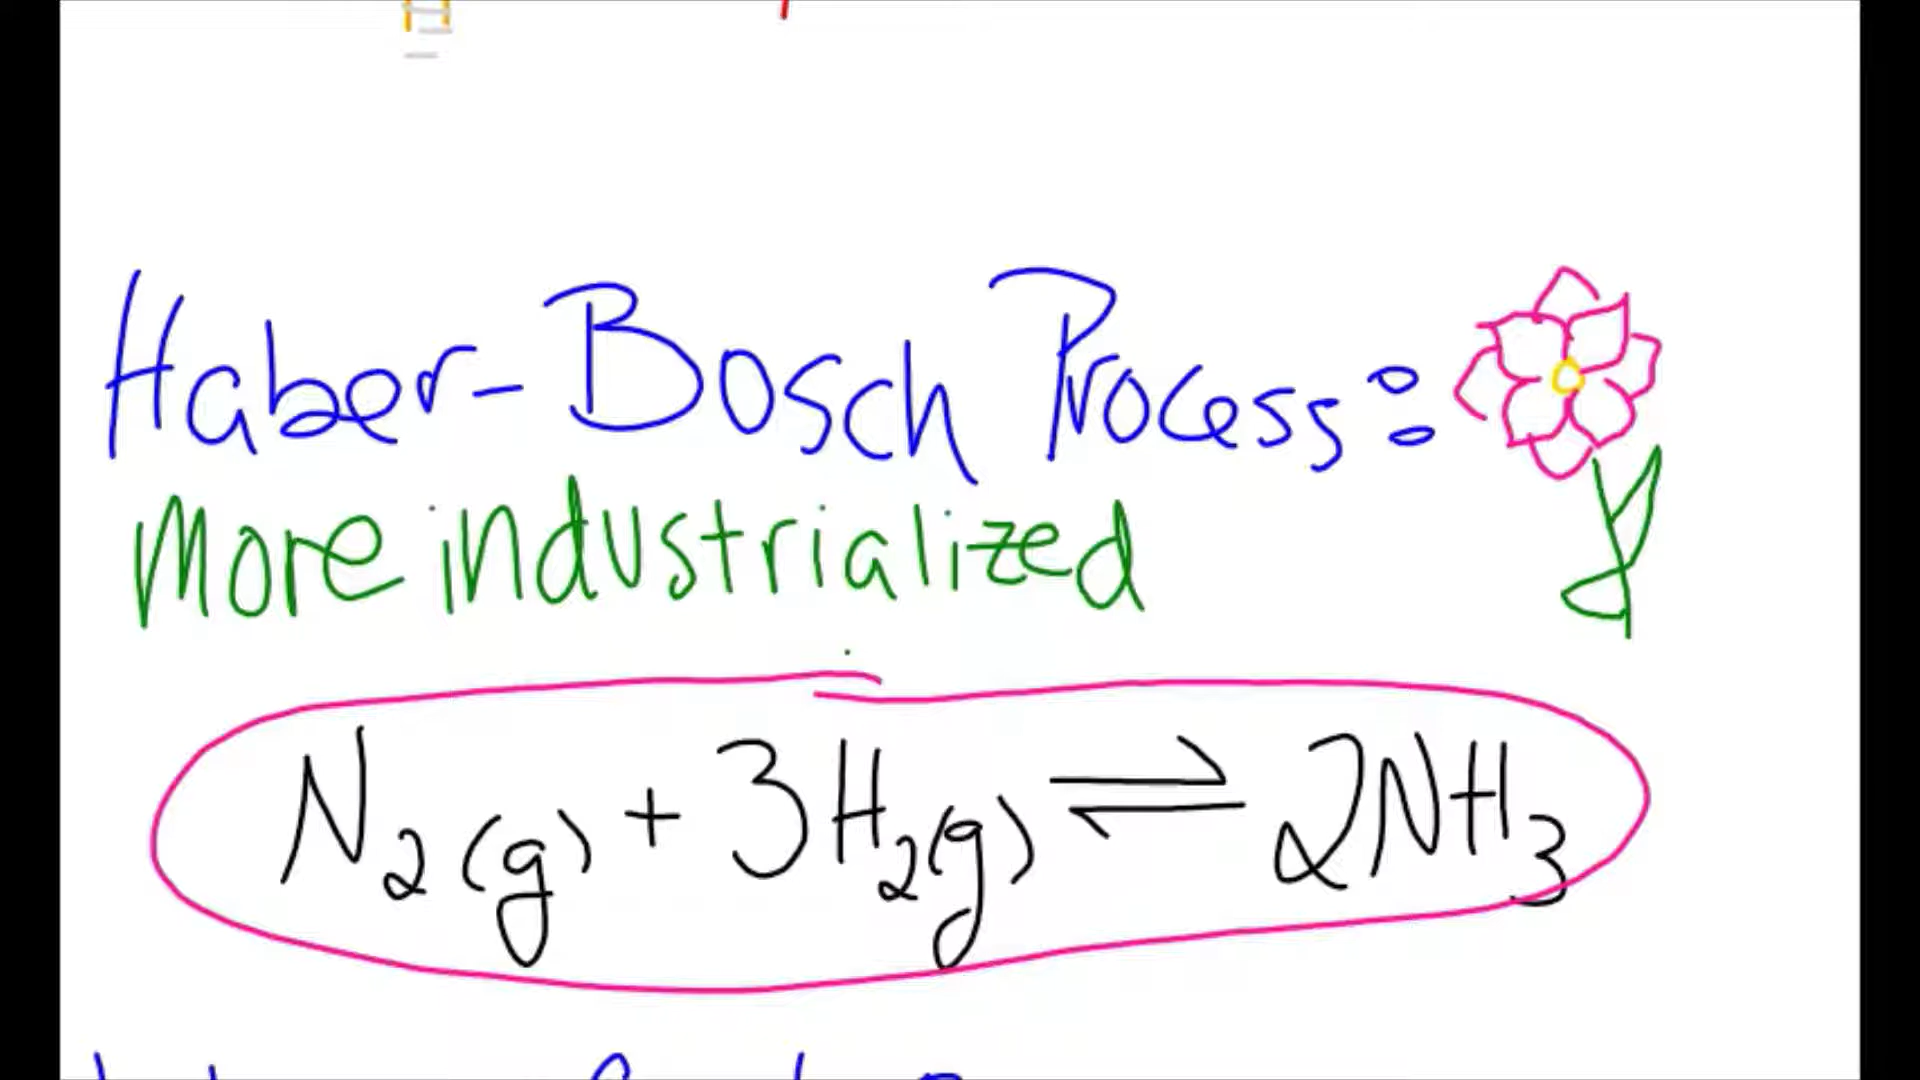 Haber-Bosch Process:
More industrialized
N₂(g) + 3H₂(g) ⇌ 2NH₃